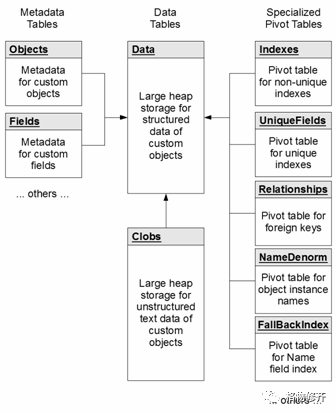 Metadata
Tables
Data
Tables
Specialized
Pivot Tables
Objects
Metadata
for custom
objects
Fields
Metadata
for custom
fields
... others ...
Data
Large heap
storage for
structured
data of
custom
objects
Clobs
Large heap
storage for
unstructured
text data of
custom
objects
Indexes
Pivot table
for non-unique
indexes
UniqueFields
Pivot table
for unique
indexes
Relationships
Pivot table for
foreign keys
NameDenorm
Pivot table for
object instance
names
FallBackIndex
Pivot table
for Name
field index